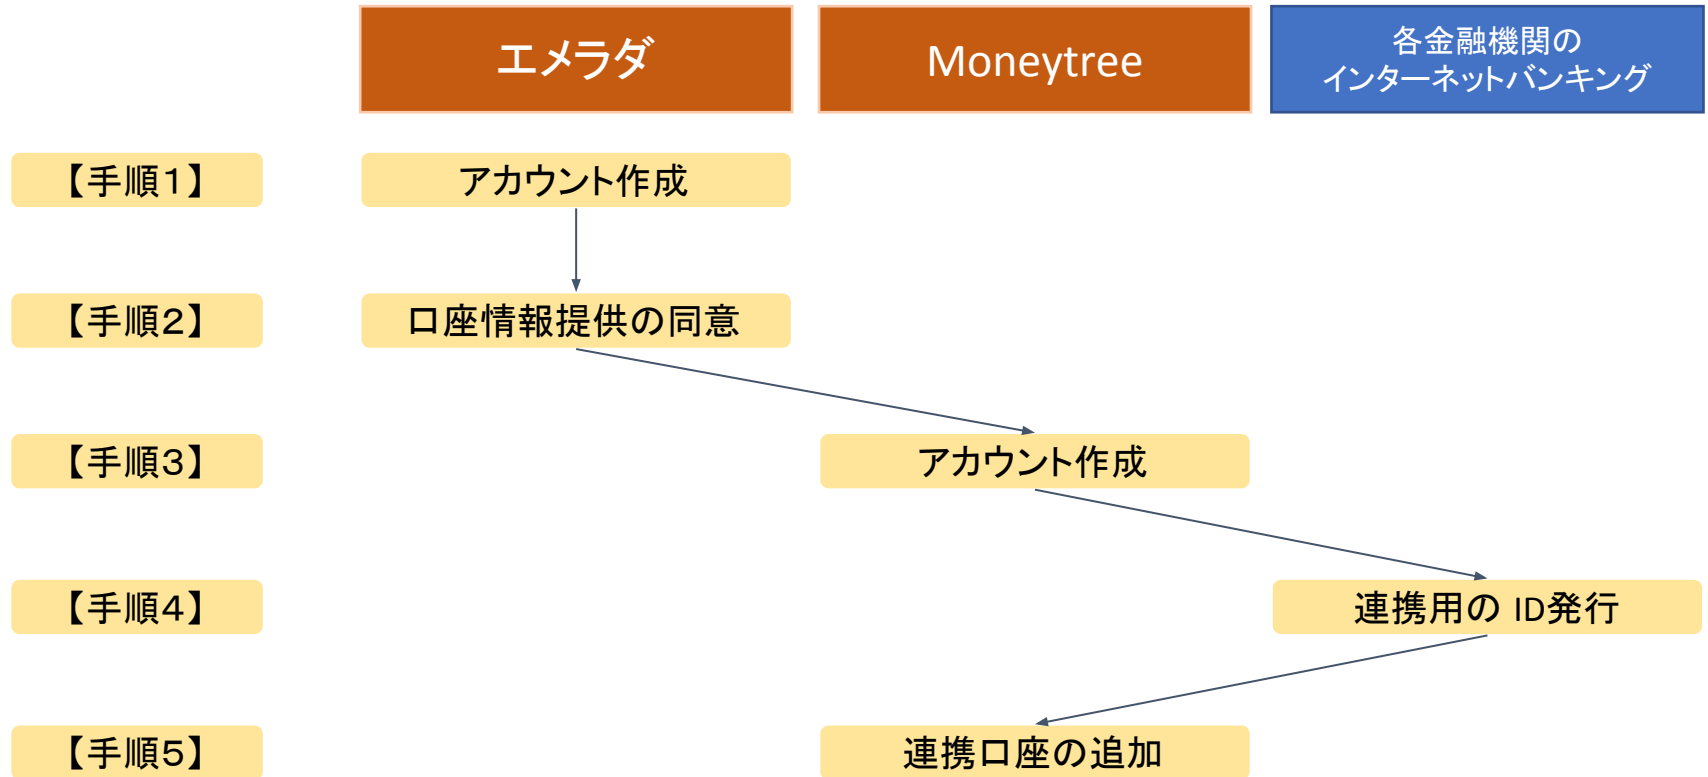 エメラダ
Moneytree
各金融機関の
インターネットバンキング
【手順１】
アカウント作成
【手順２】
口座情報提供の同意
【手順３】
アカウント作成
【手順４】
連携用の ID発行
【手順５】
連携口座の追加